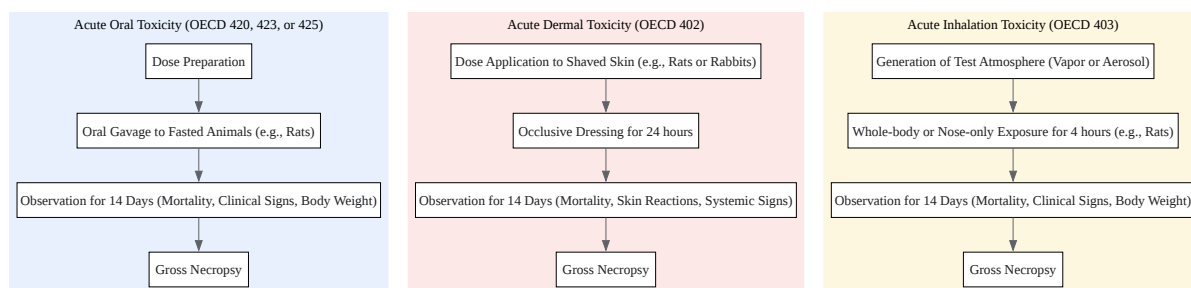 Acute Oral Toxicity (OECD 420, 423, or 425)
Dose Preparation
Oral Gavage to Fasted Animals (e.g., Rats)
Observation for 14 Days (Mortality, Clinical Signs, Body Weight)
Gross Necropsy
Acute Dermal Toxicity (OECD 402)
Dose Application to Shaved Skin (e.g., Rats or Rabbits)
Occlusive Dressing for 24 hours
Observation for 14 Days (Mortality, Skin Reactions, Systemic Signs)
Gross Necropsy
Acute Inhalation Toxicity (OECD 403)
Generation of Test Atmosphere (Vapor or Aerosol)
Whole-body or Nose-only Exposure for 4 hours (e.g., Rats)
Observation for 14 Days (Mortality, Clinical Signs, Body Weight)
Gross Necropsy